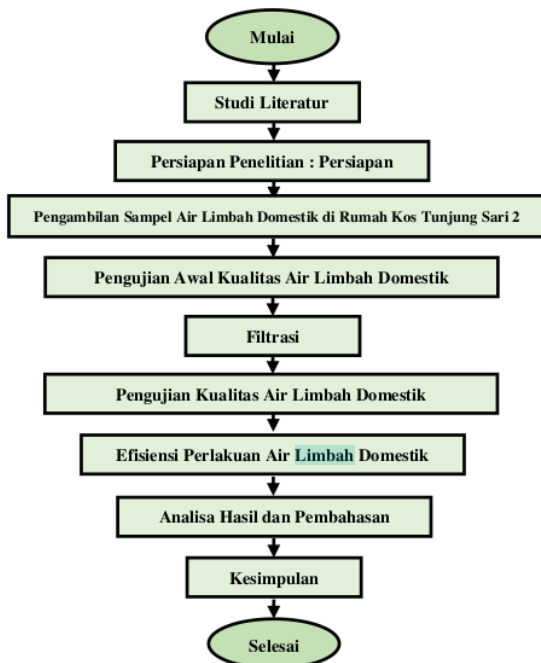 Mulai
Studi Literatur
Persiapan Penelitian : Persiapan
Pengambilan Sampel Air Limbah Domestik di Rumah Kos Tunjung Sari 2
Pengujian Awal Kualitas Air Limbah Domestik
Filtrasi
Pengujian Kualitas Air Limbah Domestik
Efisiensi Perlakuan Air Limbah Domestik
Analisa Hasil dan Pembahasan
Kesimpulan
Selesai